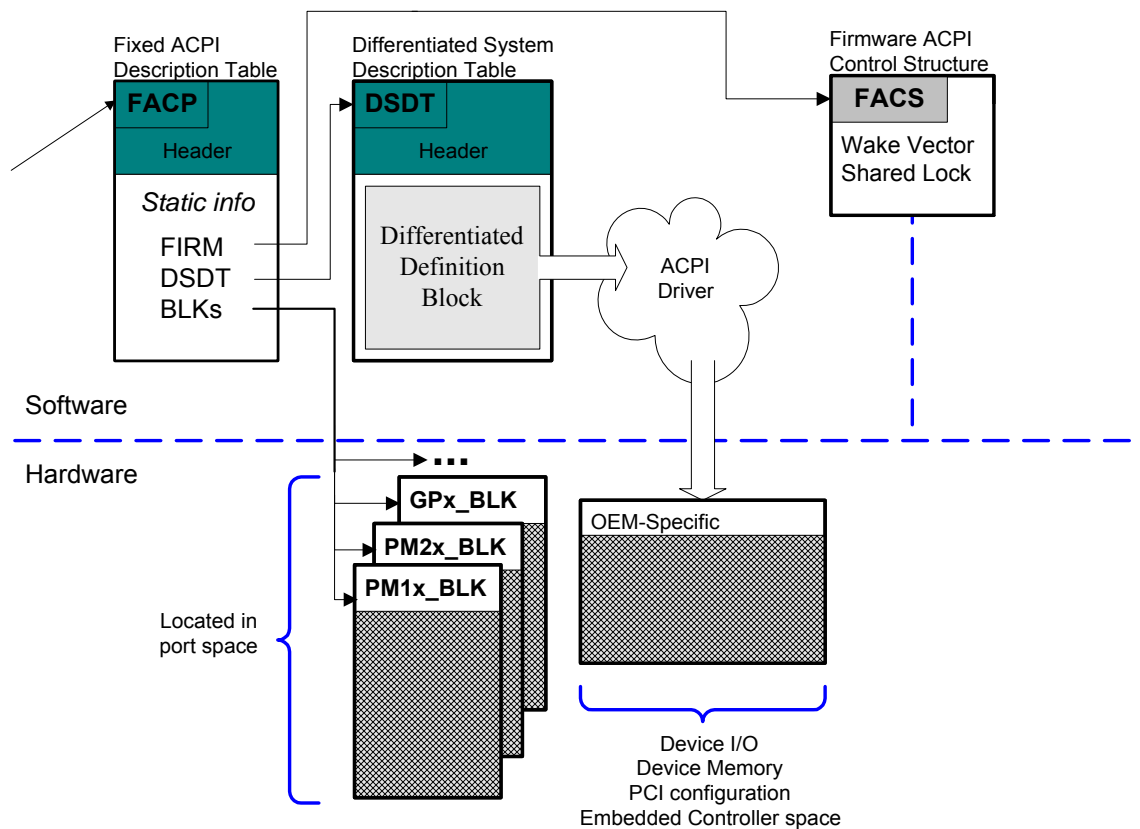 Fixed ACPI
Description Table
Differentiated System
Description Table
Firmware ACPI
Control Structure
FACP
Header
DSDT
Header
FACS
Wake Vector
Shared Lock
Static info
FIRM
DSDT
BLKs
Differentiated
Definition
Block
ACPI
Driver
Software
Hardware
...
GPx_BLK
PM2x_BLK
PM1x_BLK
OEM-Specific
Located in
port space
Device I/O
Device Memory
PCI configuration
Embedded Controller space